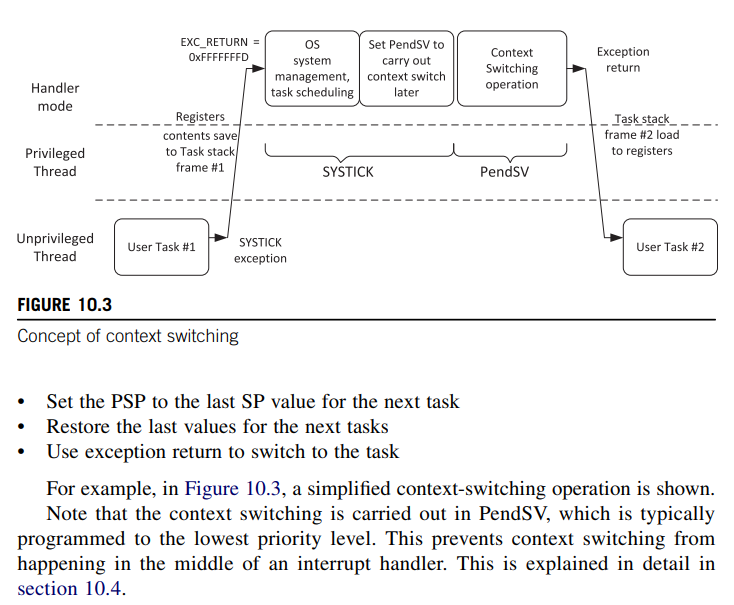 EXC_RETURN =
0xFFFFFFFD
OS
system
management,
task scheduling
Set PendSV to
carry out
context switch
later
Context
Switching
operation
Exception
return
Handler
mode
Registers
contents save
to Task stack
frame #1
Task stack
frame #2 load
to registers
Privileged
Thread
SYSTICK
PendSV
Unprivileged
Thread
User Task #1
SYSTICK
exception
User Task #2
FIGURE 10.3
Concept of context switching
• Set the PSP to the last SP value for the next task
• Restore the last values for the next tasks
• Use exception return to switch to the task
For example, in Figure 10.3, a simplified context-switching operation is shown.
Note that the context switching is carried out in PendSV, which is typically
programmed to the lowest priority level. This prevents context switching from
happening in the middle of an interrupt handler. This is explained in detail in
section 10.4.